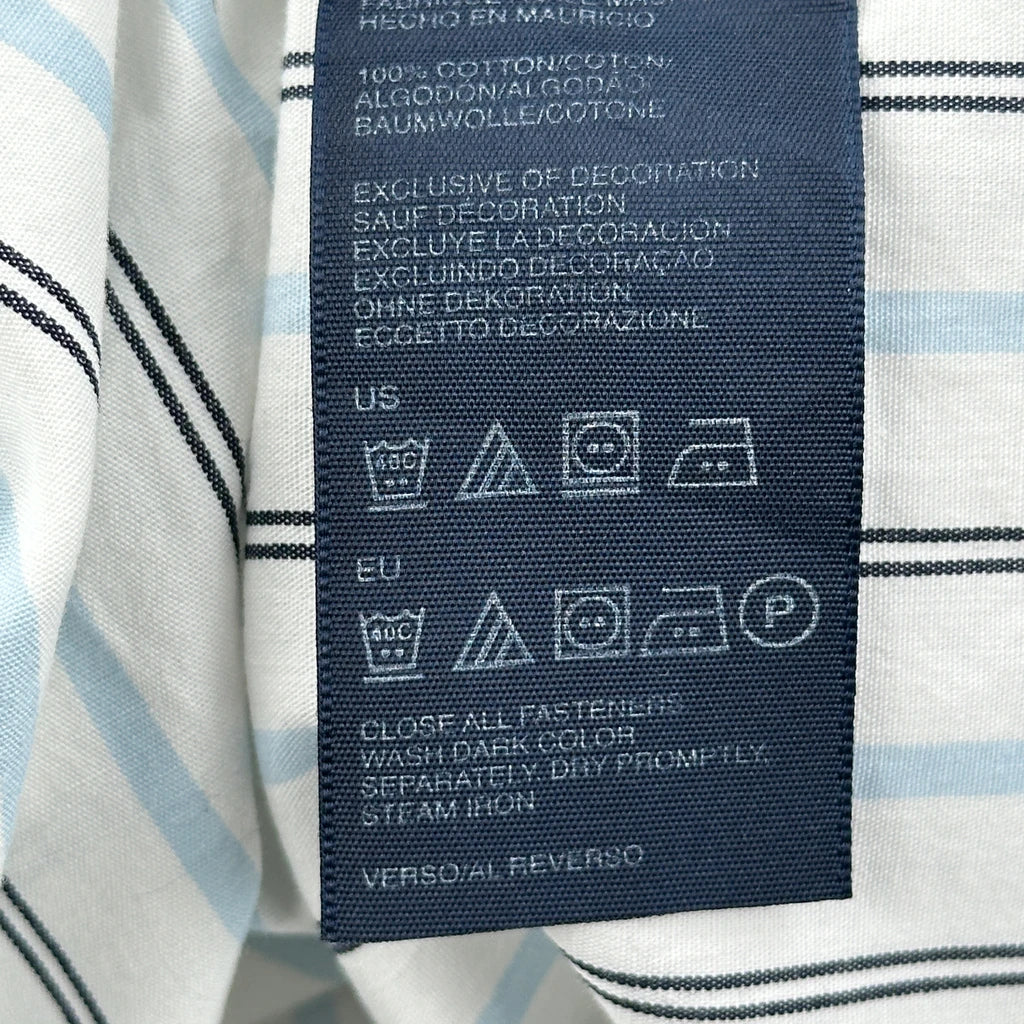 HECHO EN MAURICIO
100% COTTON/COTON/
ALGODÓN/ALGODÃO/
BAUMWOLLE/COTONE
EXCLUSIVE OF DECORATION
SAUF DÉCORATION
EXCLUYE LA DECORACIÓN
EXCLUINDO DECORAÇÃO
OHNE DEKORATION
ECCETTO DECORAZIONE
US
40C
EU
40C
P
CLOSE ALL FASTENERS
WASH DARK COLOR
SEPARATELY. DRY PROMPTLY.
STEAM IRON
VERSO/AL REVERSO